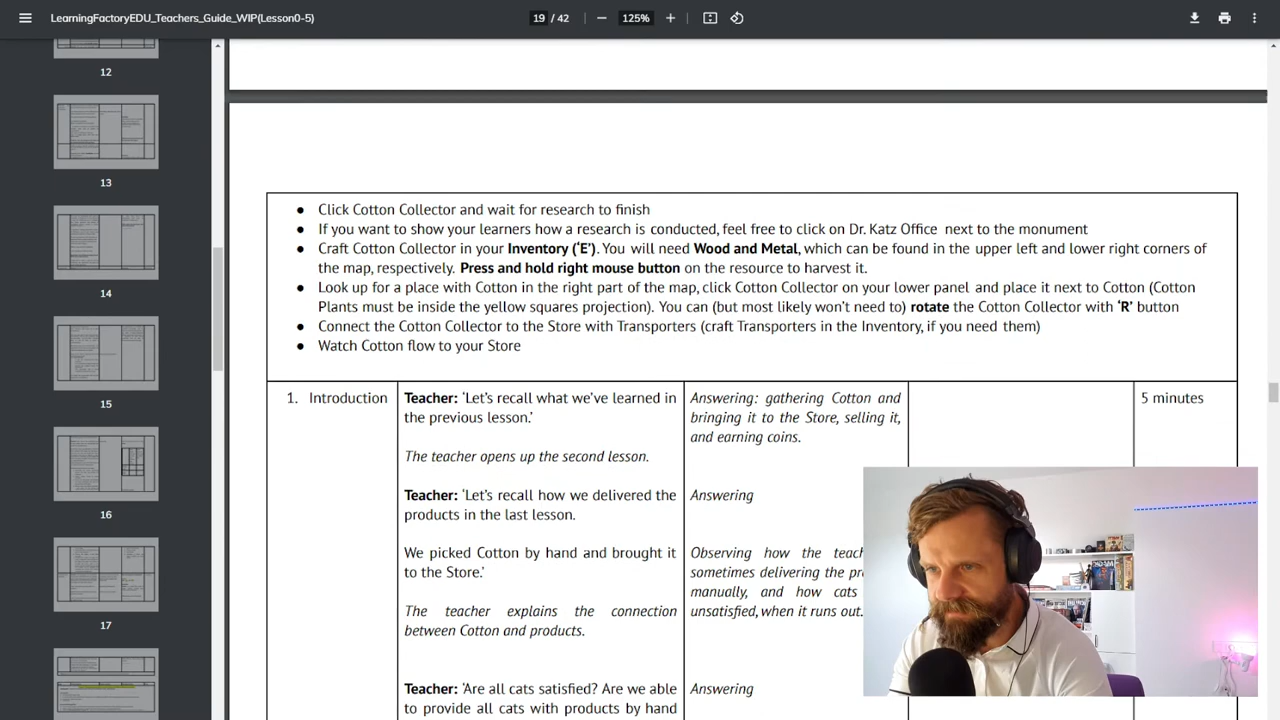 LearningFactoryEDU_Teachers_Guide_WIP(Lesson0-5)
19 / 42
125%
12
13
14
15
16
17
● Click Cotton Collector and wait for research to finish
● If you want to show your learners how a research is conducted, feel free to click on Dr. Katz Office next to the monument
● Craft Cotton Collector in your Inventory (‘E’). You will need Wood and Metal, which can be found in the upper left and lower right corners of
the map, respectively. Press and hold right mouse button on the resource to harvest it.
● Look up for a place with Cotton in the right part of the map, click Cotton Collector on your lower panel and place it next to Cotton (Cotton
Plants must be inside the yellow squares projection). You can (but most likely won’t need to) rotate the Cotton Collector with ‘R’ button
● Connect the Cotton Collector to the Store with Transporters (craft Transporters in the Inventory, if you need them)
● Watch Cotton flow to your Store
1. Introduction
Teacher: ‘Let’s recall what we’ve learned in
the previous lesson.’
The teacher opens up the second lesson.
Teacher: ‘Let’s recall how we delivered the
products in the last lesson.
We picked Cotton by hand and brought it
to the Store.’
The teacher explains the connection
between Cotton and products.
Teacher: ‘Are all cats satisfied? Are we able
to provide all cats with products by hand
Answering: gathering Cotton and
bringing it to the Store, selling it,
and earning coins.
Answering
Observing how the
sometimes delivering the
manually, and how cats
unsatisfied, when it runs out.
Answering
5 minutes